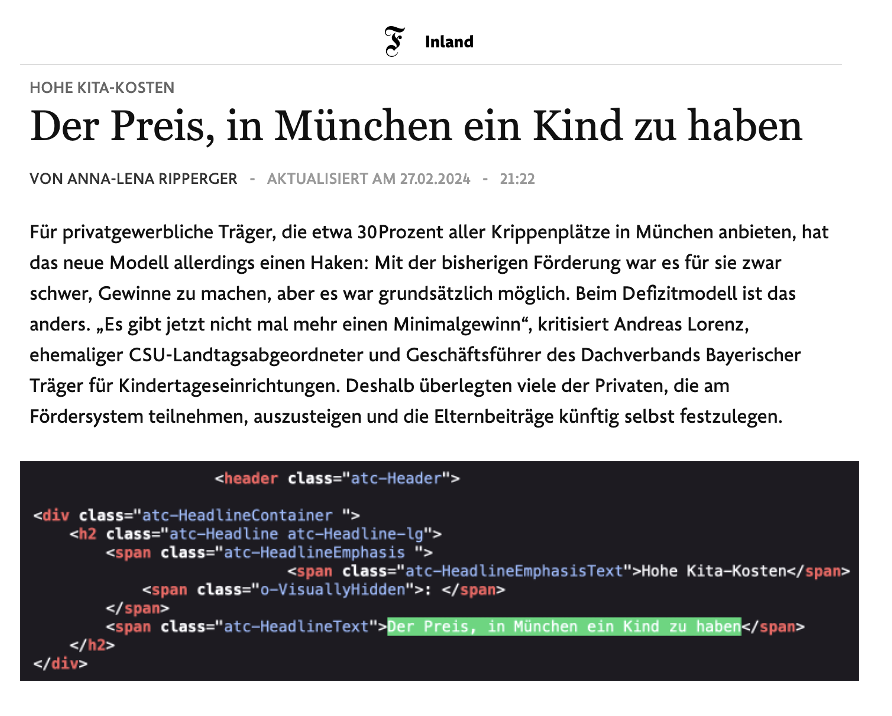 F Inland
HOHE KITA-KOSTEN
Der Preis, in München ein Kind zu haben
VON ANNA-LENA RIPPERGER - AKTUALISIERT AM 27.02.2024 - 21:22
Für privatgewerbliche Träger, die etwa 30 Prozent aller Krippenplätze in München anbieten, hat
das neue Modell allerdings einen Haken: Mit der bisherigen Förderung war es für sie zwar
schwer, Gewinne zu machen, aber es war grundsätzlich möglich. Beim Defizitmodell ist das
anders. „Es gibt jetzt nicht mal mehr einen Minimalgewinn“, kritisiert Andreas Lorenz,
ehemaliger CSU-Landtagsabgeordneter und Geschäftsführer des Dachverbands Bayerischer
Träger für Kindertageseinrichtungen. Deshalb überlegten viele der Privaten, die am
Fördersystem teilnehmen, auszusteigen und die Elternbeiträge künftig selbst festzulegen.
<header class="atc-Header">
<div class="atc-HeadlineContainer ">
<h2 class="atc-Headline atc-Headline-lg">
<span class="atc-HeadlineEmphasis ">
<span class="atc-HeadlineEmphasisText">Hohe Kita-Kosten</span>
<span class="o-VisuallyHidden">: </span>
</span>
<span class="atc-HeadlineText">Der Preis, in München ein Kind zu haben</span>
</h2>
</div>